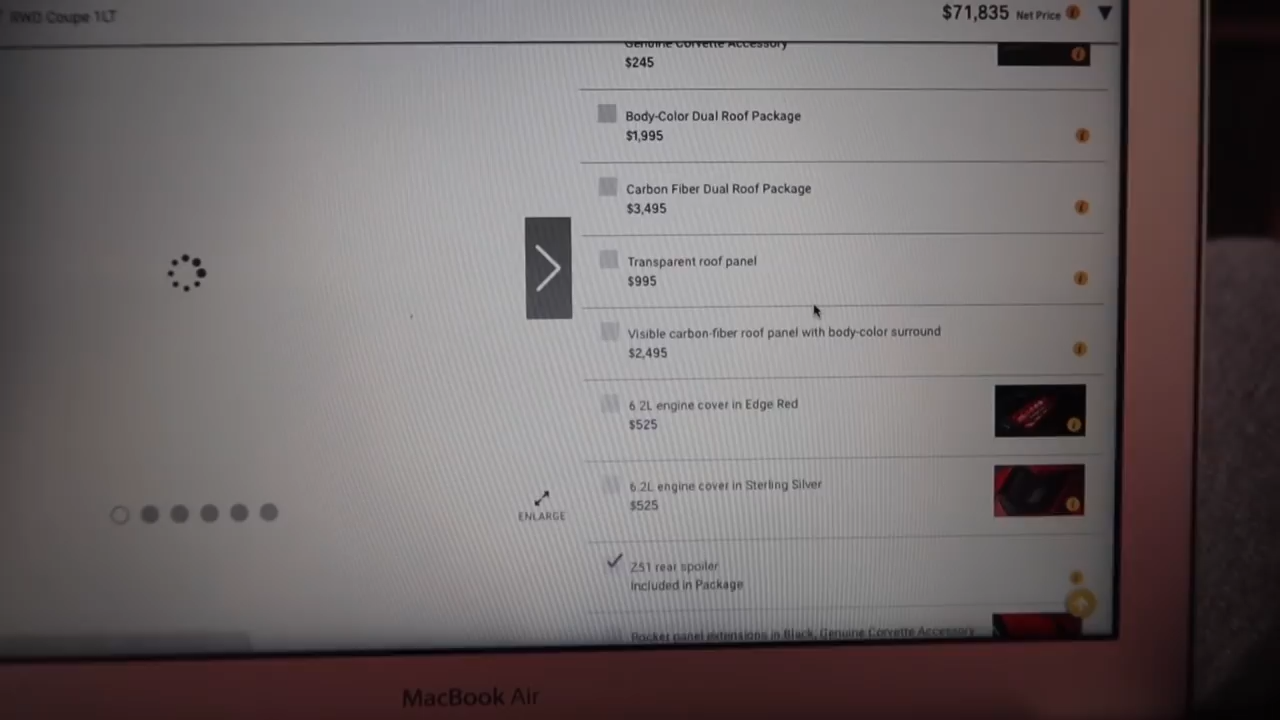 RWD Coupe 1LT
$71,835 Net Price
Genuine Corvette Accessory
$245
Body-Color Dual Roof Package
$1,995
Carbon Fiber Dual Roof Package
$3,495
Transparent roof panel
$995
Visible carbon-fiber roof panel with body-color surround
$2,495
6.2L engine cover in Edge Red
$525
6.2L engine cover in Sterling Silver
$525
ENLARGE
Z51 rear spoiler
Included in Package
Rocker panel extensions in Black, Genuine Corvette Accessory
MacBook Air